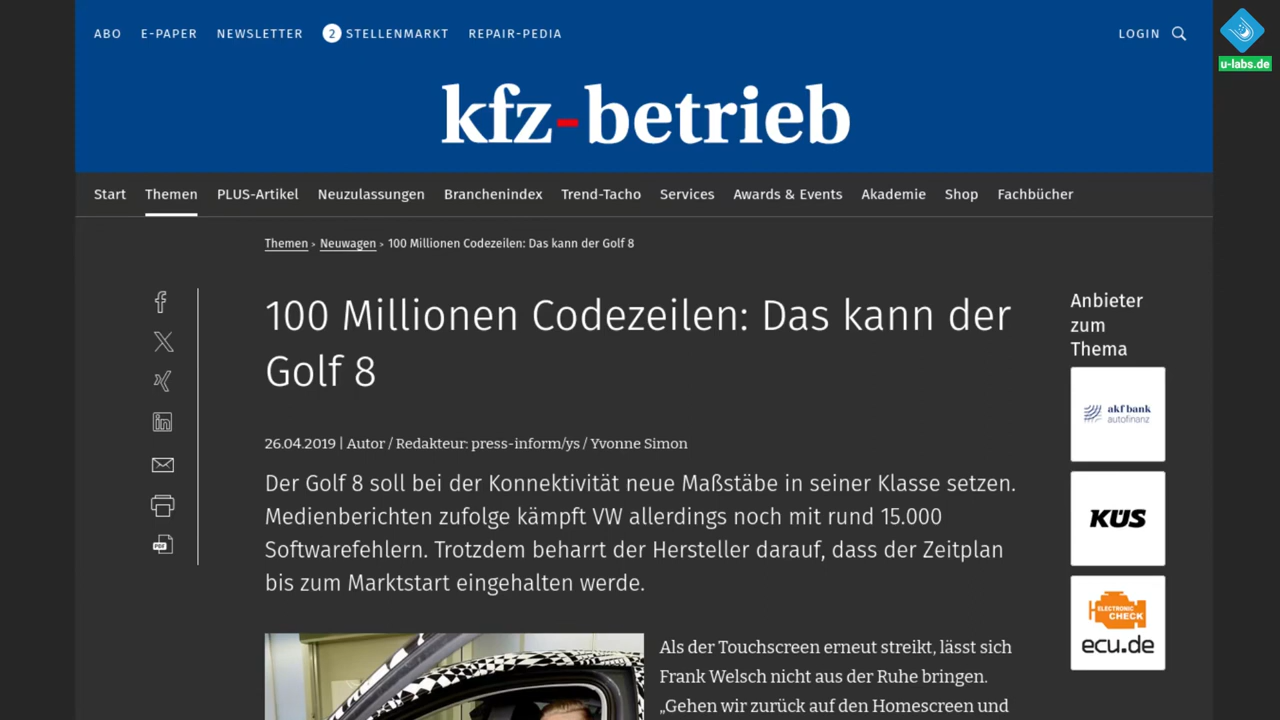 ABO E-PAPER NEWSLETTER 2 STELLENMARKT REPAIR-PEDIA LOGIN
u-labs.de
kfz-betrieb
Start Themen PLUS-Artikel Neuzulassungen Branchenindex Trend-Tacho Services Awards & Events Akademie Shop Fachbücher
Themen > Neuwagen > 100 Millionen Codezeilen: Das kann der Golf 8
100 Millionen Codezeilen: Das kann der
Golf 8
26.04.2019 | Autor / Redakteur: press-inform/ys / Yvonne Simon
Der Golf 8 soll bei der Konnektivität neue Maßstäbe in seiner Klasse setzen.
Medienberichten zufolge kämpft VW allerdings noch mit rund 15.000
Softwarefehlern. Trotzdem beharrt der Hersteller darauf, dass der Zeitplan
bis zum Marktstart eingehalten werde.
Als der Touchscreen erneut streikt, lässt sich
Frank Welsch nicht aus der Ruhe bringen.
„Gehen wir zurück auf den Homescreen und
PDF
Anbieter
zum
Thema
akf bank
autofinanz
KÜS
ELECTRONIC
CHECK
ecu.de